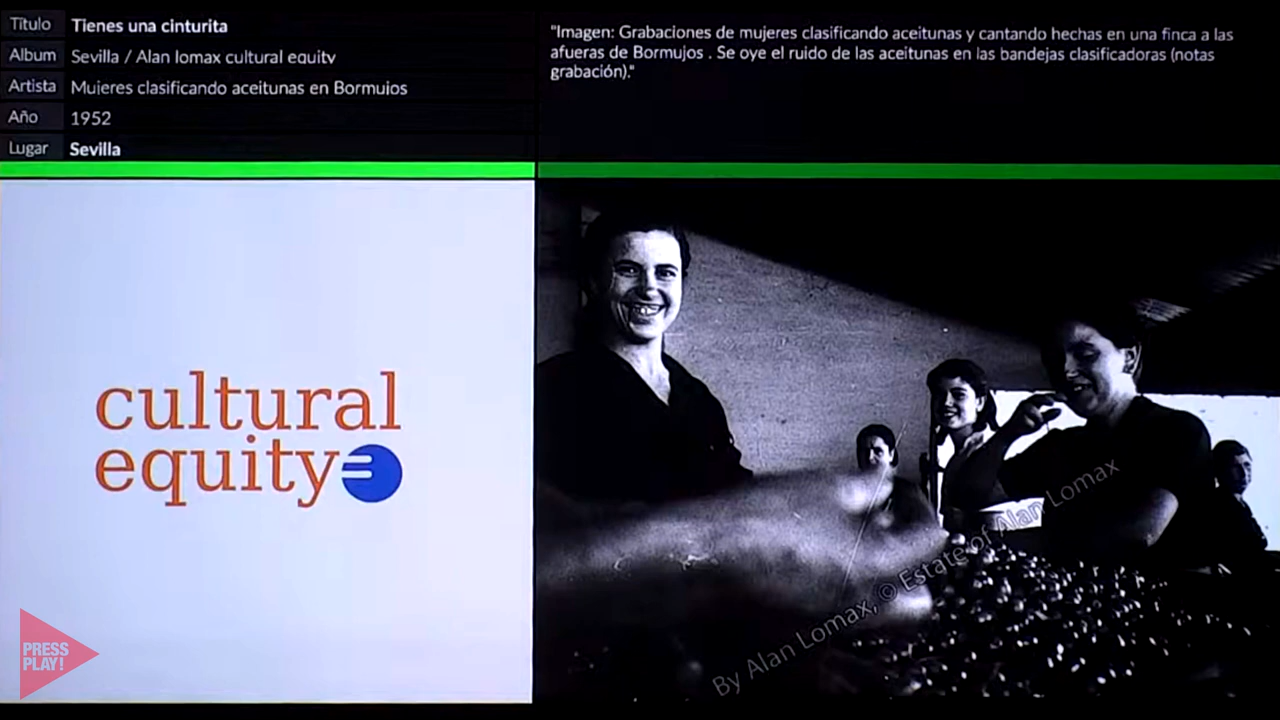 Título Tienes una cinturita
Album Sevilla / Alan lomax cultural equity
Artista Mujeres clasificando aceitunas en Bormujos
Año 1952
Lugar Sevilla
"Imagen: Grabaciones de mujeres clasificando aceitunas y cantando hechas en una finca a las
afueras de Bormujos . Se oye el ruido de las aceitunas en las bandejas clasificadoras (notas
grabación)."
cultural
equity
By Alan Lomax, © Estate of Alan Lomax
PRESS
PLAY!